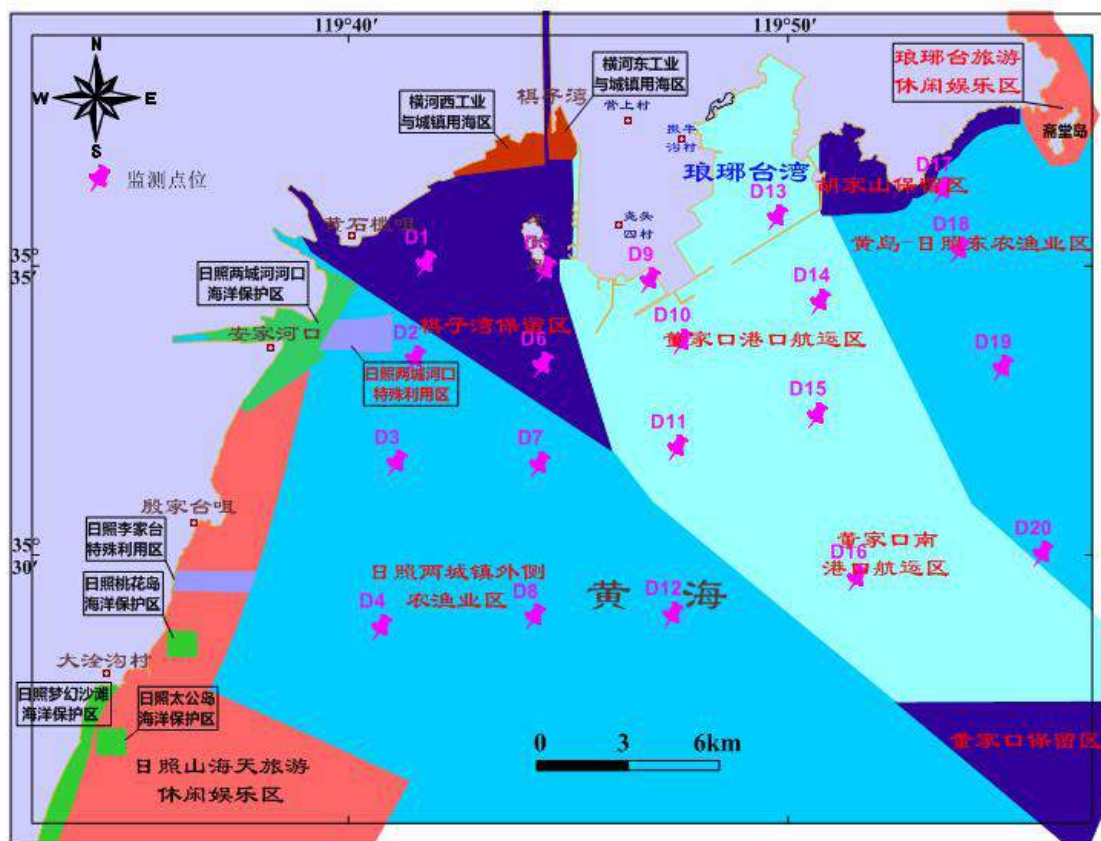 119°40′
119°50′
N
W
E
S
监测点位
横河西工业
与城镇用海区
棋子湾
横河东工业
与城镇用海区
营上村
琅琊台旅游
休闲娱乐区
斋堂岛
琅琊台湾
D13
D17
胡家山保留区
D18
黄岛-日照东农渔业区
黄石栏咀
D1
D5
尧头
四村
D9
35°
35′
日照两城河河口
海洋保护区
安家河口
D2
棋子湾保留区
D6
D10
董家口港口航运区
D14
D19
日照两城河口
特殊利用区
D15
D3
D7
D11
殷家台咀
日照李家台
特殊利用区
35°
30′
日照桃花岛
海洋保护区
D20
董家口南
港口航运区
D16
日照两城镇外侧
农渔业区
D4
D8
黄海
D12
大洼沟村
日照梦幻沙滩
海洋保护区
日照太公岛
海洋保护区
日照山海天旅游
休闲娱乐区
0 3 6km
董家口保留区